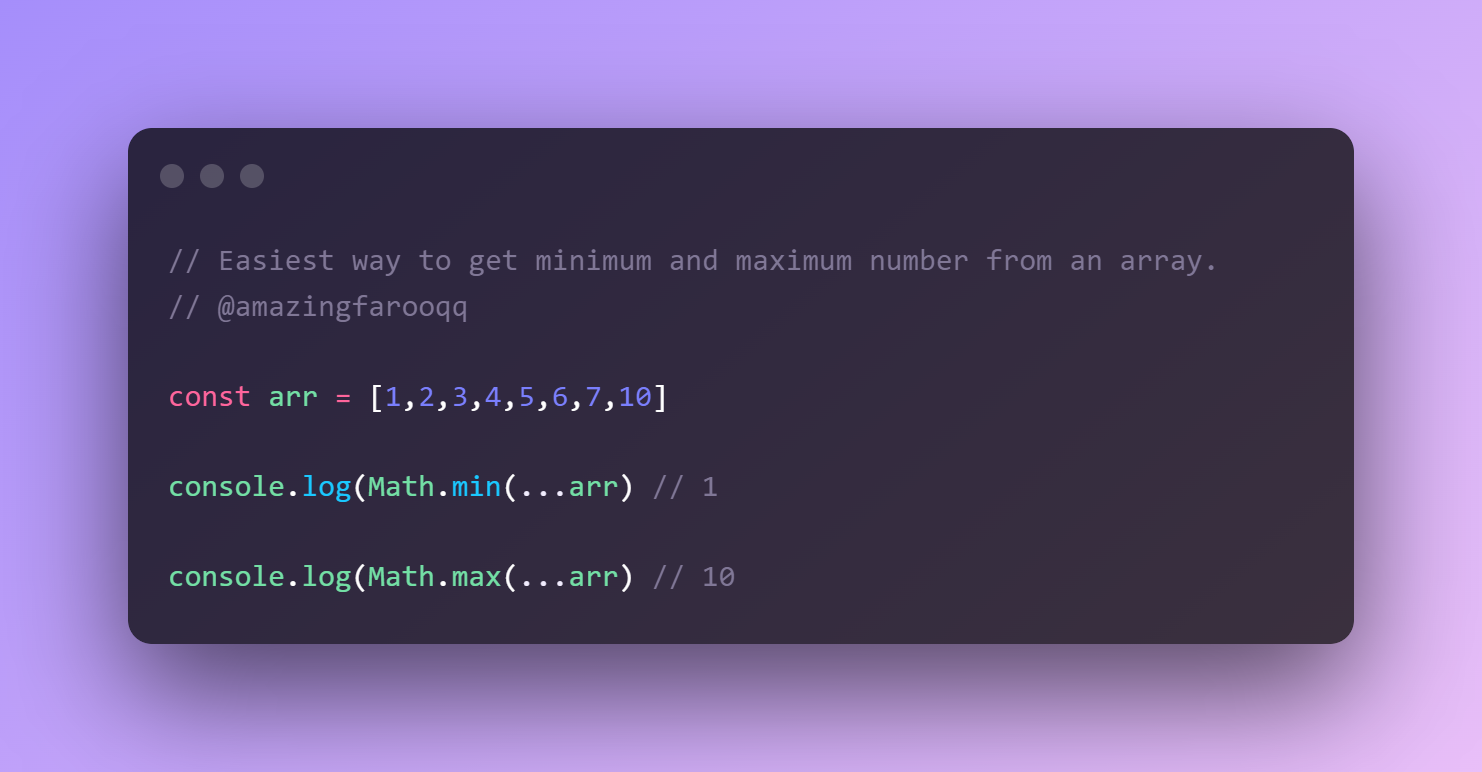 // Easiest way to get minimum and maximum number from an array.
// @amazingfarooqq
const arr = [1,2,3,4,5,6,7,10]
console.log(Math.min(...arr) // 1
console.log(Math.max(...arr) // 10